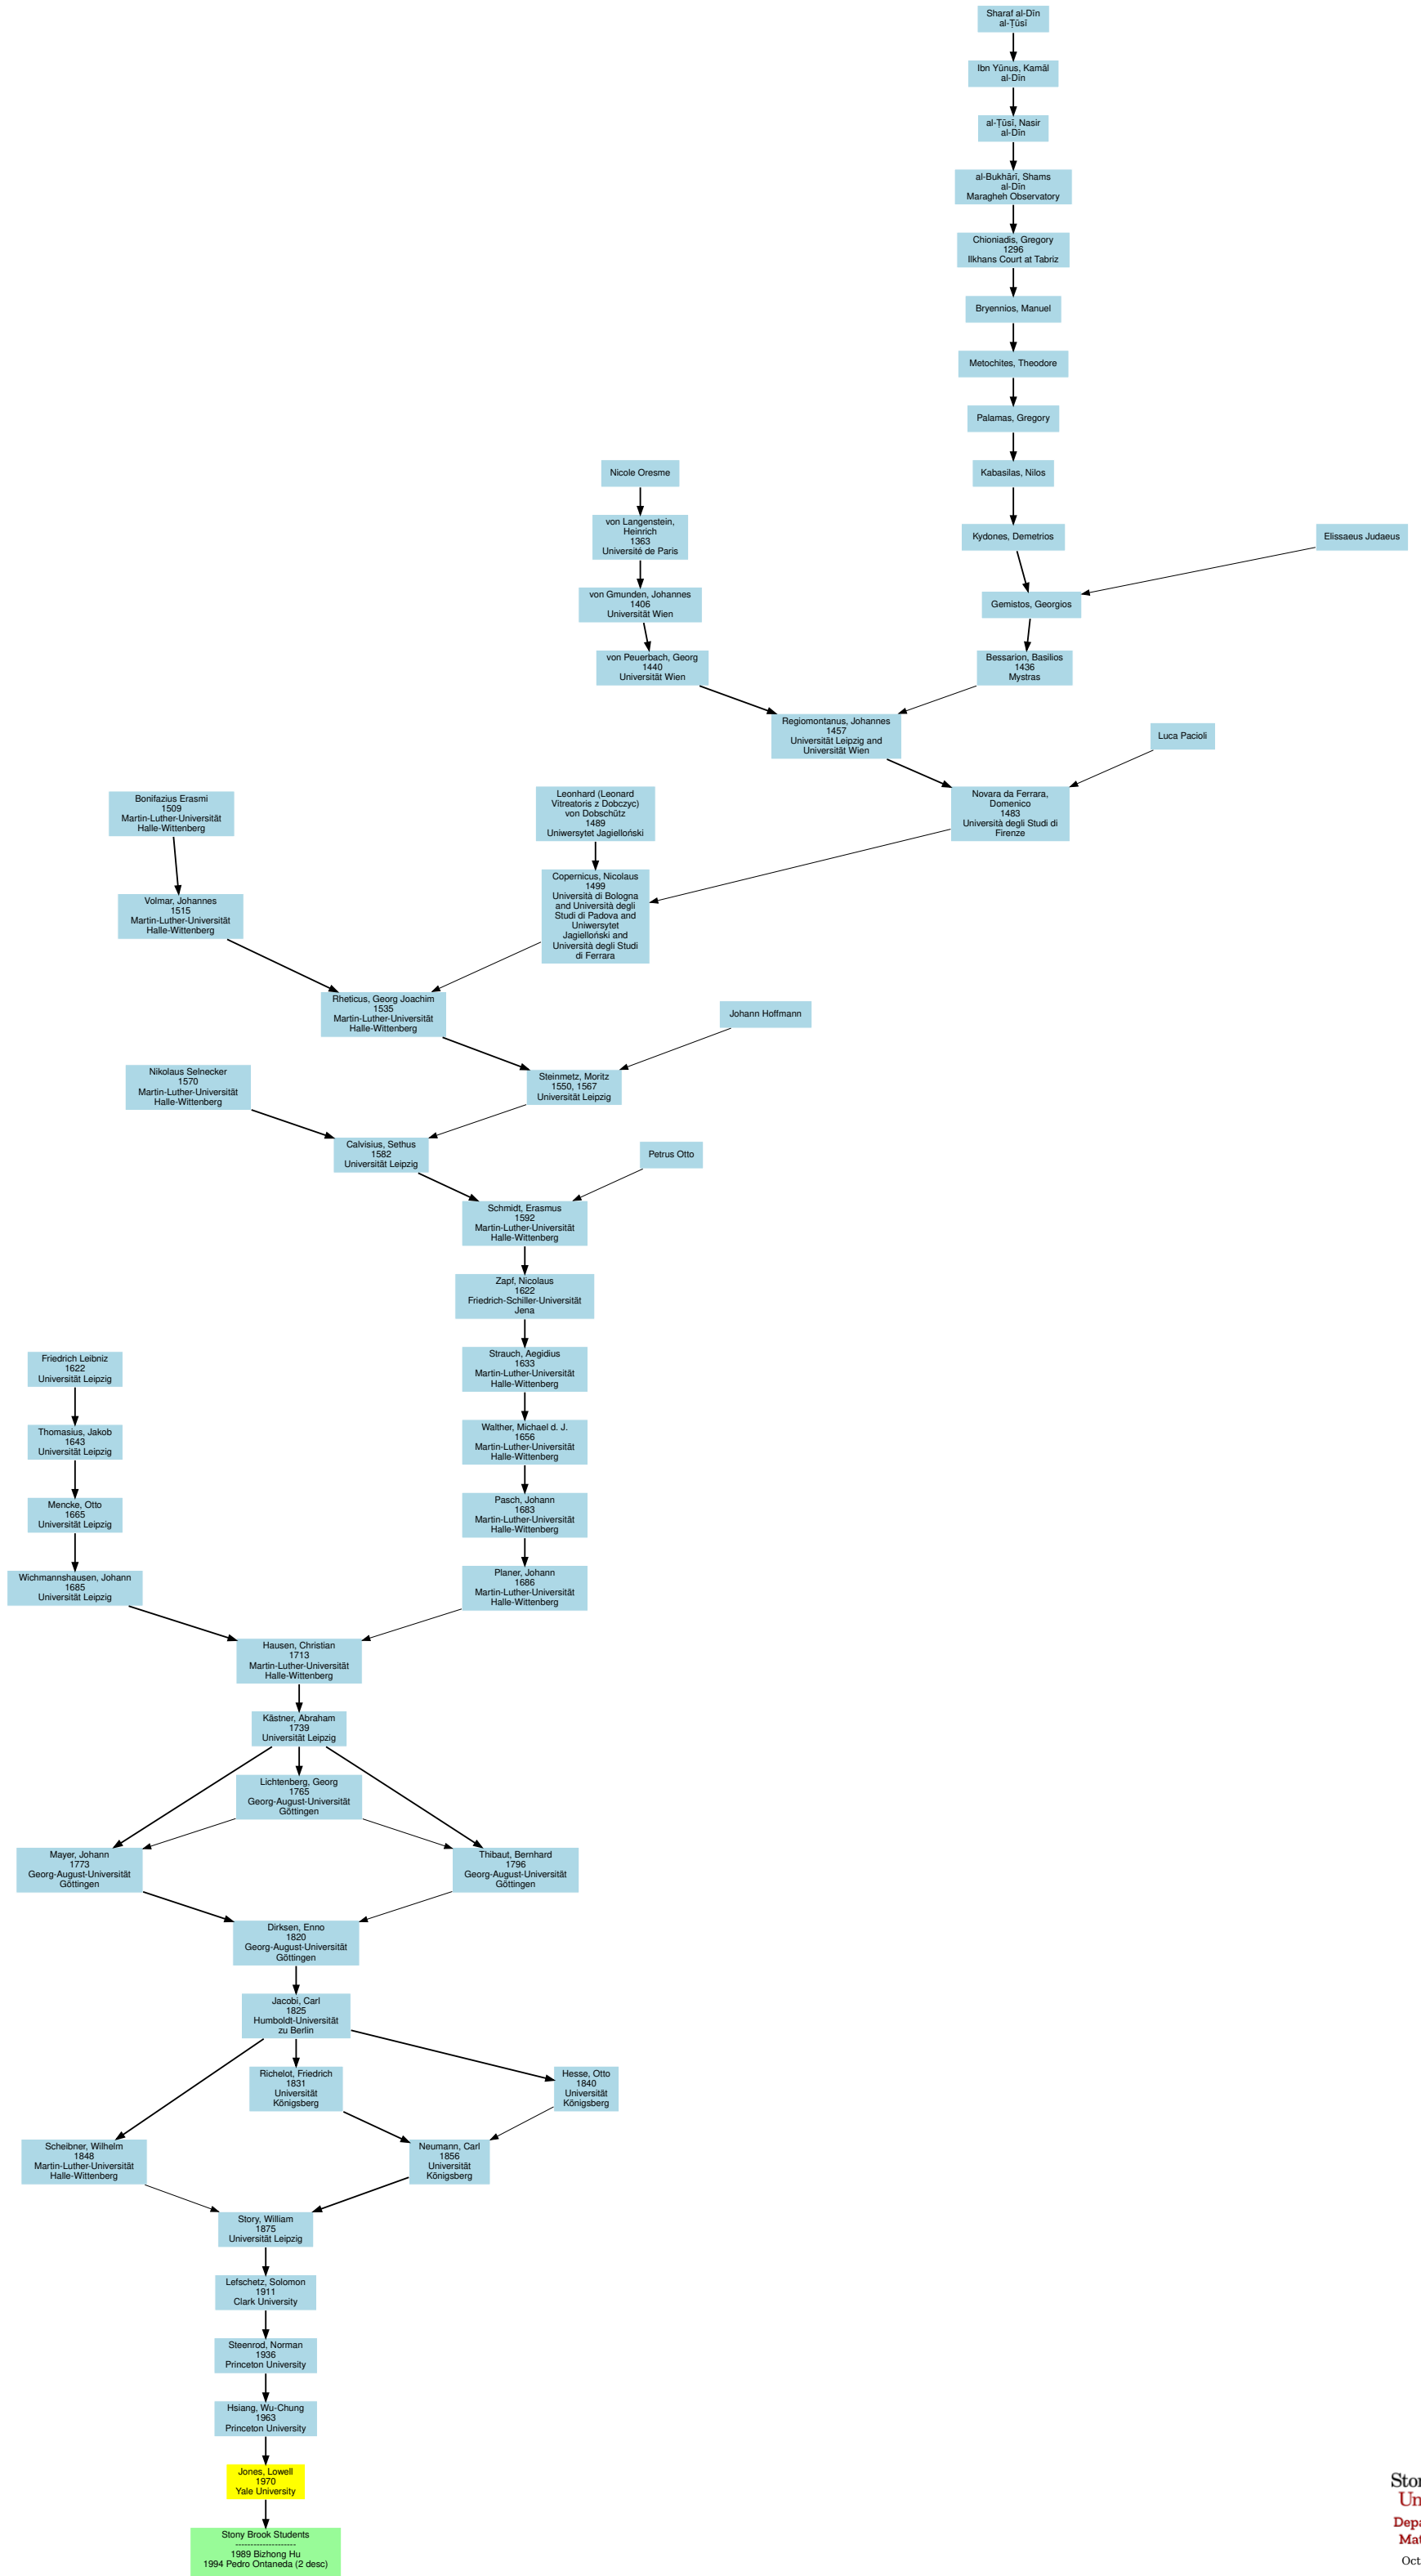 Sharaf al-Dīn
al-Ṭūsī
Ibn Yūnus, Kamāl
al-Dīn
al-Ṭūsī, Nasir
al-Dīn
al-Bukhārī, Shams
al-Dīn
Maragheh Observatory
Chioniadis, Gregory
1296
Ilkhans Court at Tabriz
Bryennios, Manuel
Metochites, Theodore
Palamas, Gregory
Nicole Oresme
Kabasilas, Nilos
von Langenstein,
Heinrich
1363
Université de Paris
Kydones, Demetrios
Elissaeus Judaeus
von Gmunden, Johannes
1406
Universität Wien
Gemistos, Georgios
von Peuerbach, Georg
1440
Universität Wien
Bessarion, Basilios
1436
Mystras
Regiomontanus, Johannes
1457
Universität Leipzig and
Universität Wien
Luca Pacioli
Bonifazius Erasmi
1509
Martin-Luther-Universität
Halle-Wittenberg
Leonhard (Leonard
Vitreatoris z Dobczyc)
von Dobschütz
1489
Uniwersytet Jagielloński
Novara da Ferrara,
Domenico
1483
Università degli Studi di
Firenze
Volmar, Johannes
1515
Martin-Luther-Universität
Halle-Wittenberg
Copernicus, Nicolaus
1499
Università di Bologna
and Università degli
Studi di Padova and
Uniwersytet
Jagielloński and
Università degli Studi
di Ferrara
Rheticus, Georg Joachim
1535
Martin-Luther-Universität
Halle-Wittenberg
Johann Hoffmann
Nikolaus Selnecker
1570
Martin-Luther-Universität
Halle-Wittenberg
Steinmetz, Moritz
1550, 1567
Universität Leipzig
Calvisius, Sethus
1582
Universität Leipzig
Petrus Otto
Schmidt, Erasmus
1592
Martin-Luther-Universität
Halle-Wittenberg
Zapf, Nicolaus
1622
Friedrich-Schiller-Universität
Jena
Friedrich Leibniz
1622
Universität Leipzig
Strauch, Aegidius
1633
Martin-Luther-Universität
Halle-Wittenberg
Thomasius, Jakob
1643
Universität Leipzig
Walther, Michael d. J.
1656
Martin-Luther-Universität
Halle-Wittenberg
Mencke, Otto
1665
Universität Leipzig
Pasch, Johann
1683
Martin-Luther-Universität
Halle-Wittenberg
Wichmannshausen, Johann
1685
Universität Leipzig
Planer, Johann
1686
Martin-Luther-Universität
Halle-Wittenberg
Hausen, Christian
1713
Martin-Luther-Universität
Halle-Wittenberg
Kästner, Abraham
1739
Universität Leipzig
Lichtenberg, Georg
1765
Georg-August-Universität
Göttingen
Mayer, Johann
1773
Georg-August-Universität
Göttingen
Thibaut, Bernhard
1796
Georg-August-Universität
Göttingen
Dirksen, Enno
1820
Georg-August-Universität
Göttingen
Jacobi, Carl
1825
Humboldt-Universität
zu Berlin
Richelot, Friedrich
1831
Universität
Königsberg
Hesse, Otto
1840
Universität
Königsberg
Scheibner, Wilhelm
1848
Martin-Luther-Universität
Halle-Wittenberg
Neumann, Carl
1856
Universität
Königsberg
Story, William
1875
Universität Leipzig
Lefschetz, Solomon
1911
Clark University
Steenrod, Norman
1936
Princeton University
Hsiang, Wu-Chung
1963
Princeton University
Jones, Lowell
1970
Yale University
Stony Brook Students
--------------------
1989 Bizhong Hu
1994 Pedro Ontaneda (2 desc)
Oct